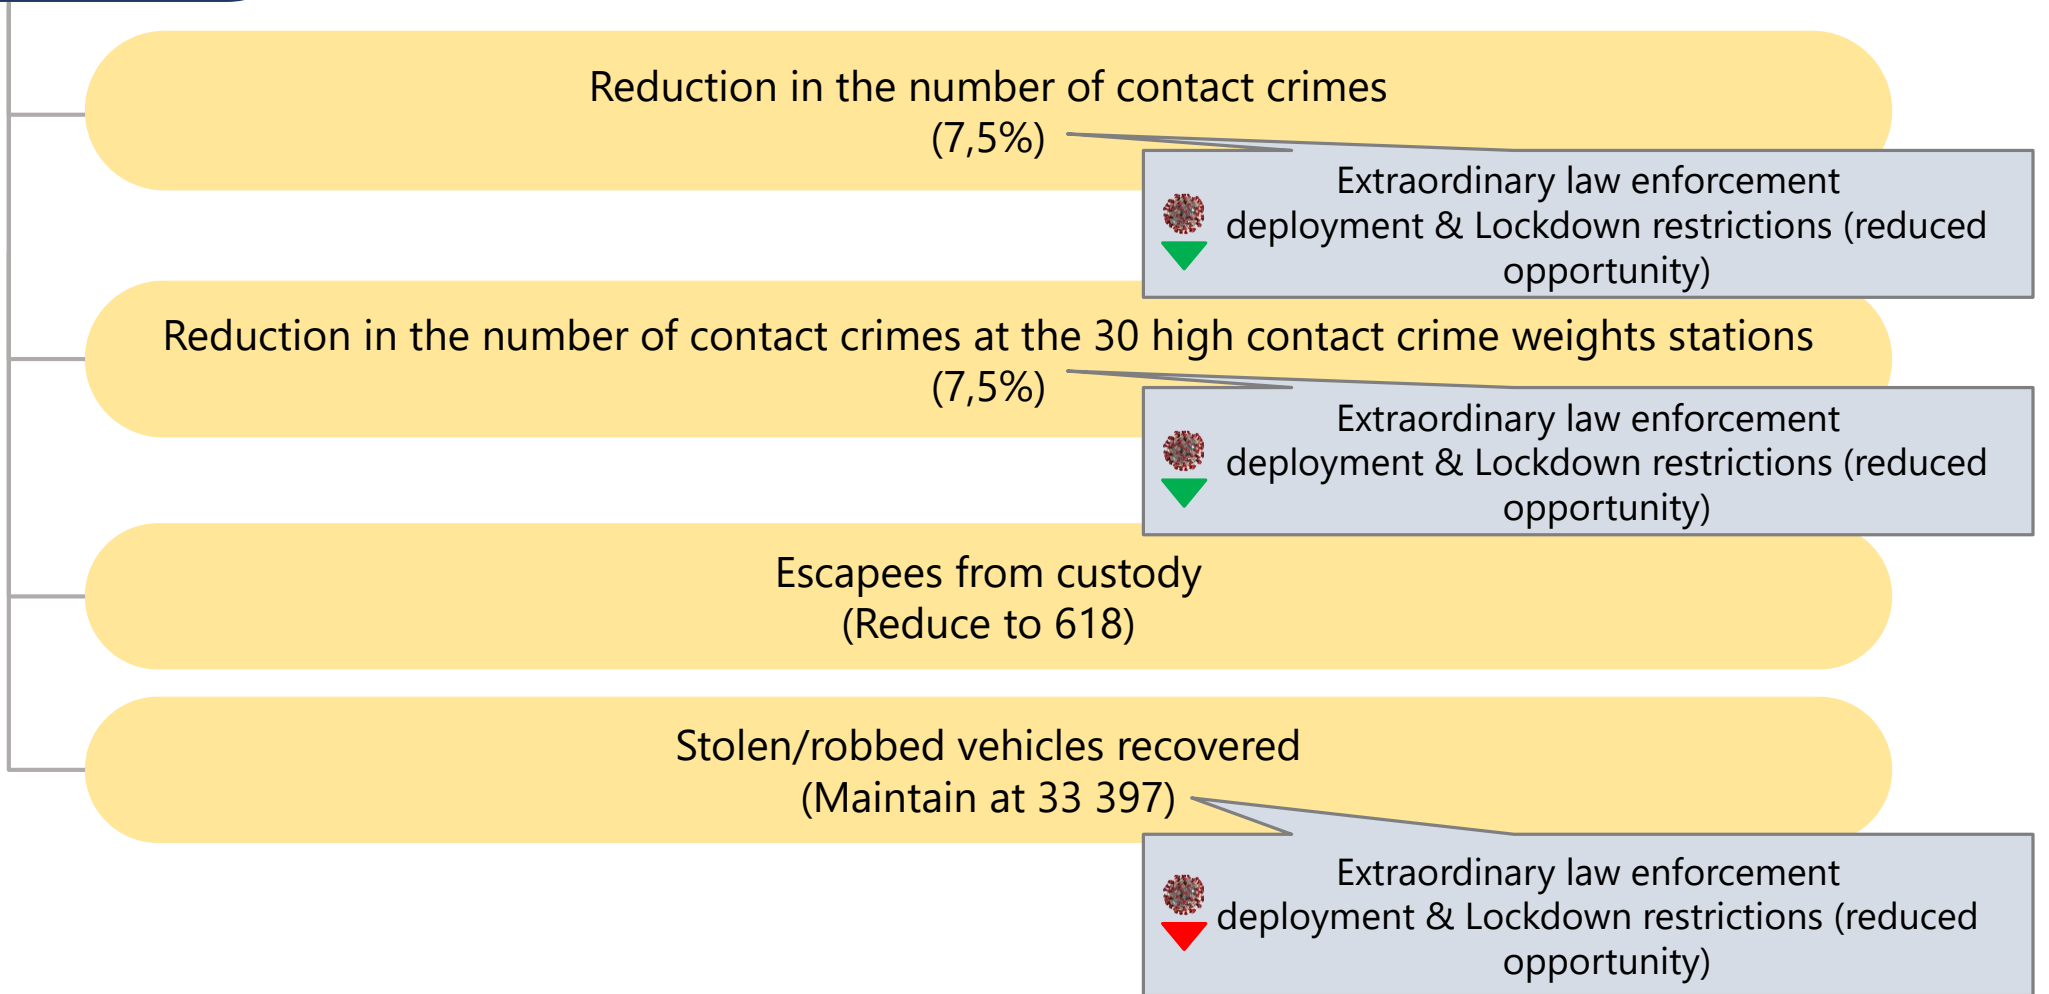 Reduction in the number of contact crimes
(7,5%)
Extraordinary law enforcement
deployment & Lockdown restrictions (reduced
opportunity)
Reduction in the number of contact crimes at the 30 high contact crime weights stations
(7,5%)
Extraordinary law enforcement
deployment & Lockdown restrictions (reduced
opportunity)
Escapees from custody
(Reduce to 618)
Stolen/robbed vehicles recovered
(Maintain at 33 397)
Extraordinary law enforcement
deployment & Lockdown restrictions (reduced
opportunity)